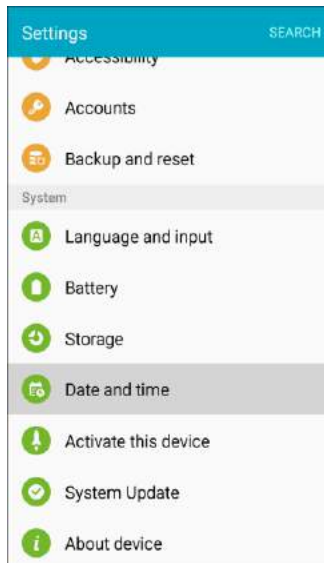 Settings
SEARCH
Accessibility
Accounts
Backup and reset
System
Language and input
Battery
Storage
Date and time
Activate this device
System Update
About device